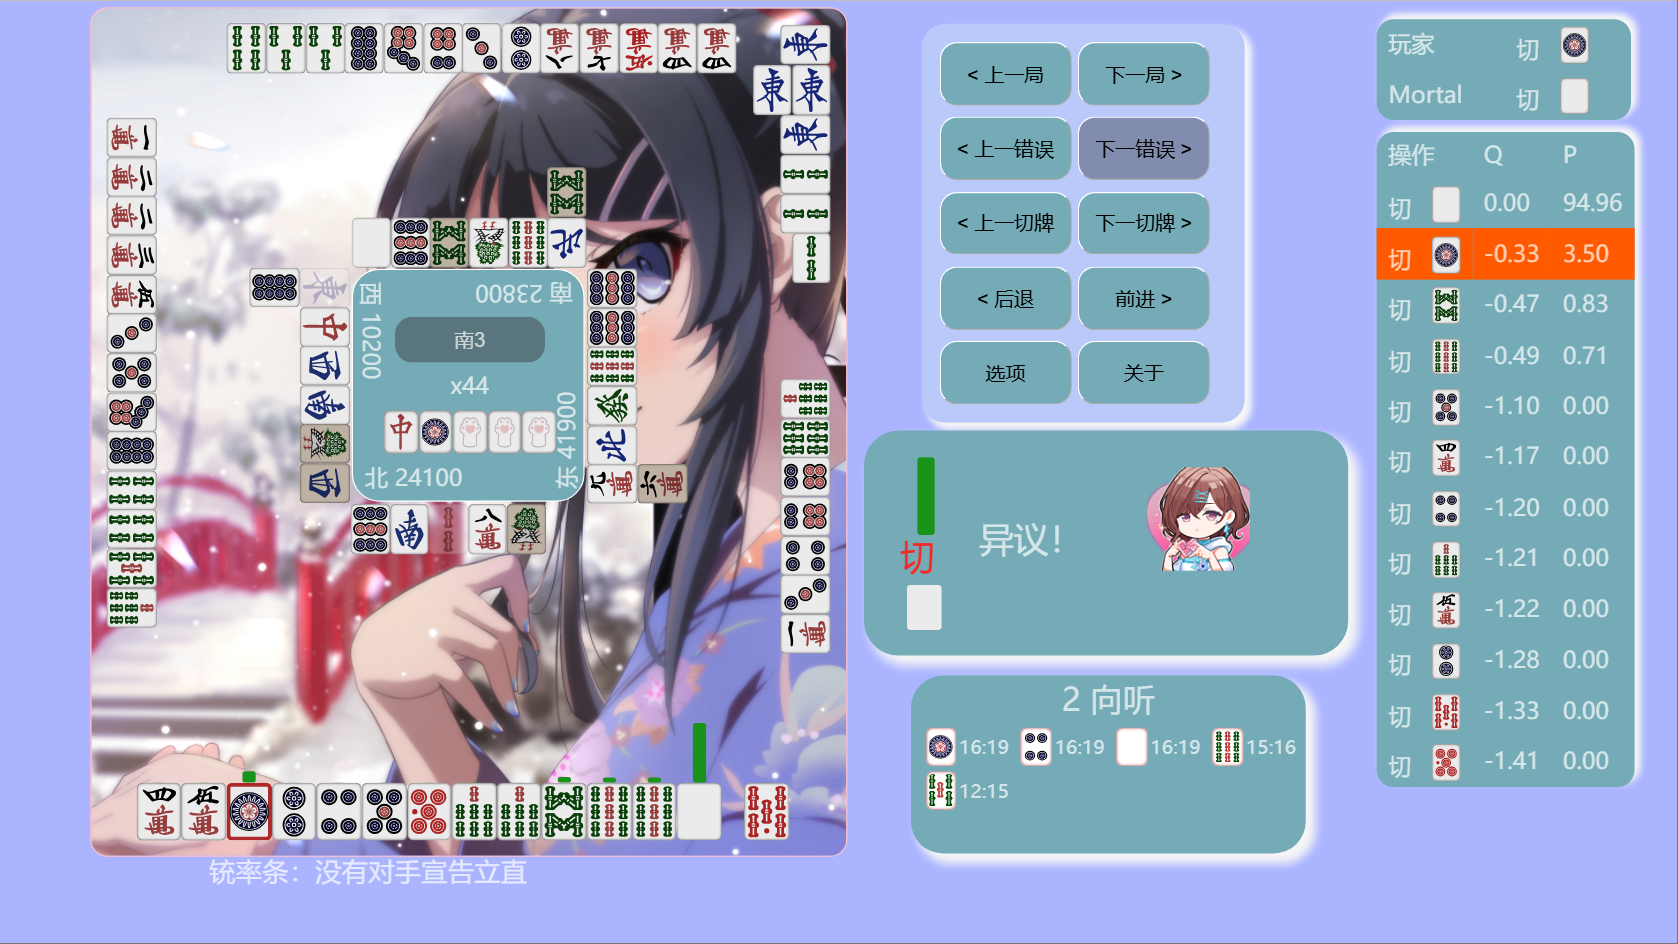 < 上一局
下一局 >
< 上一错误
下一错误 >
< 上一切牌
下一切牌 >
< 后退
前进 >
选项
关于
玩家 切
Mortal 切
操作 Q P
切 0.00 94.96
切 -0.33 3.50
切 -0.47 0.83
切 -0.49 0.71
切 -1.10 0.00
切 -1.17 0.00
切 -1.20 0.00
切 -1.21 0.00
切 -1.22 0.00
切 -1.28 0.00
切 -1.33 0.00
切 -1.41 0.00
南 23800
西 10200
南3
x44
东 41900
北 24100
切
异议！
2 向听
16:19 16:19 16:19 15:16
12:15
铳率条：没有对手宣告立直